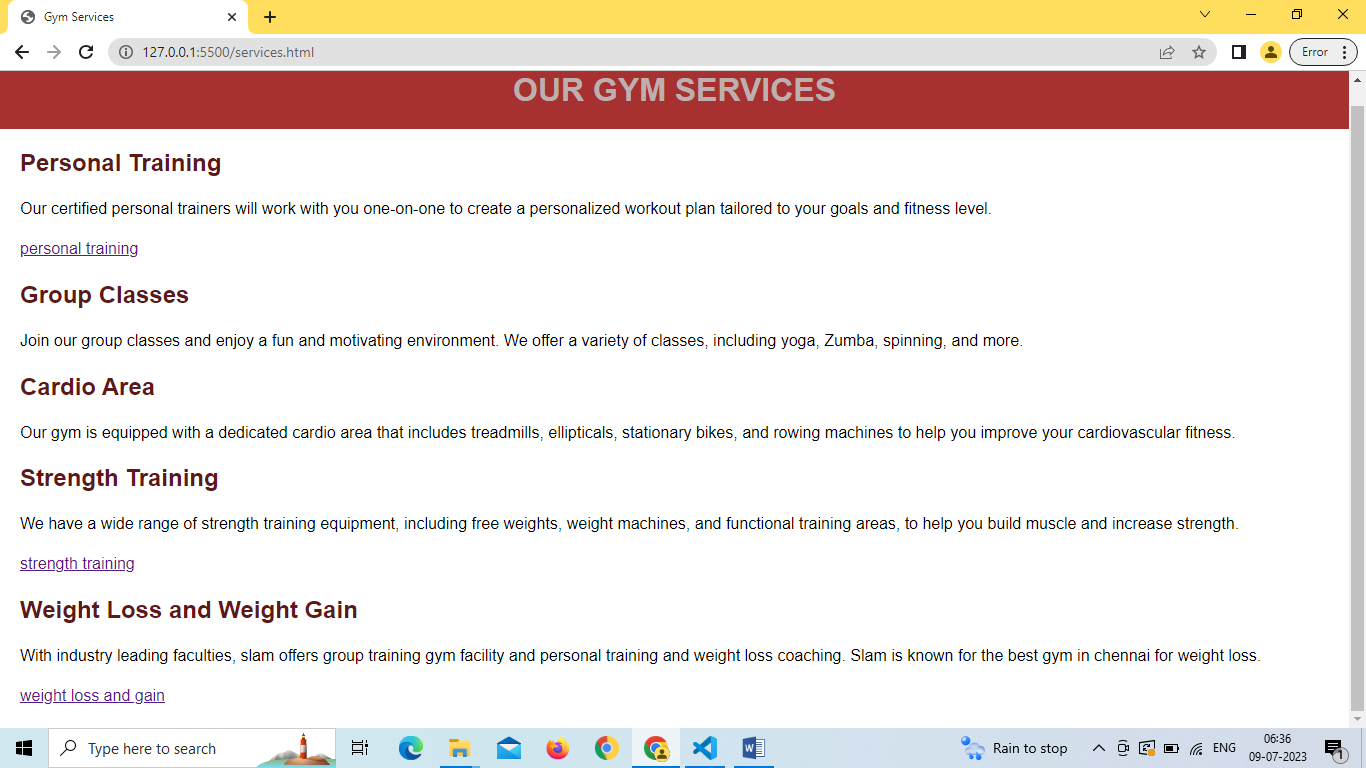 Gym Services
127.0.0.1:5500/services.html
Error
OUR GYM SERVICES
Personal Training
Our certified personal trainers will work with you one-on-one to create a personalized workout plan tailored to your goals and fitness level.
personal training
Group Classes
Join our group classes and enjoy a fun and motivating environment. We offer a variety of classes, including yoga, Zumba, spinning, and more.
Cardio Area
Our gym is equipped with a dedicated cardio area that includes treadmills, ellipticals, stationary bikes, and rowing machines to help you improve your cardiovascular fitness.
Strength Training
We have a wide range of strength training equipment, including free weights, weight machines, and functional training areas, to help you build muscle and increase strength.
strength training
Weight Loss and Weight Gain
With industry leading faculties, slam offers group training gym facility and personal training and weight loss coaching. Slam is known for the best gym in chennai for weight loss.
weight loss and gain
Type here to search
W
Rain to stop
ENG
06:36
09-07-2023
1